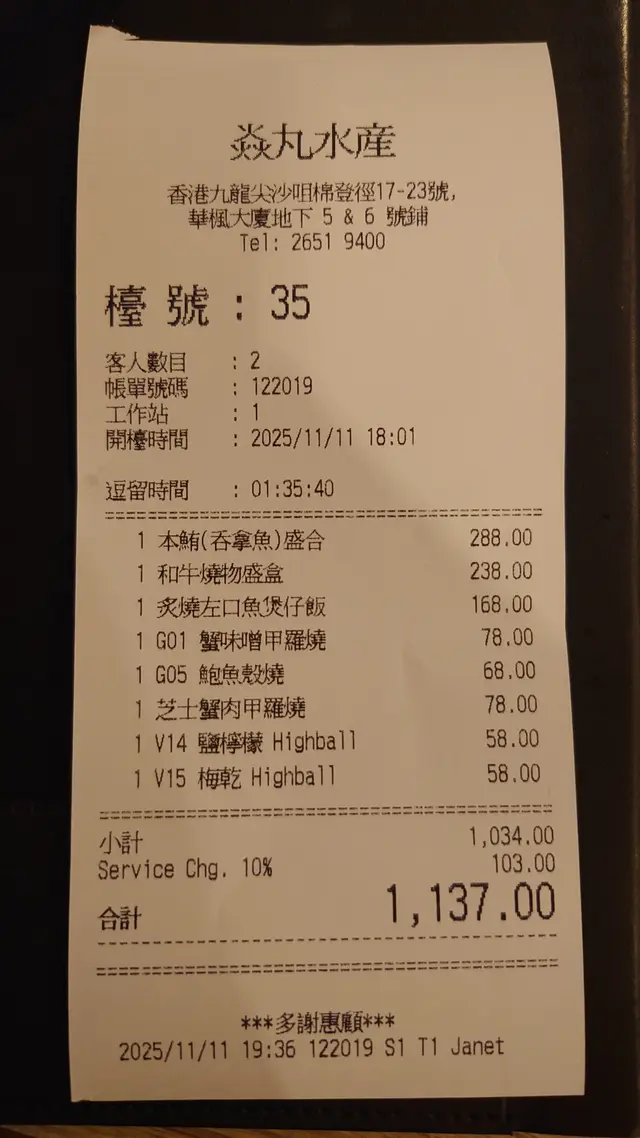 焱丸水産
香港九龍尖沙咀棉登徑17-23號,
華楓大廈地下 5 & 6 號鋪
Tel: 2651 9400
檯 號 : 35
客人數目 : 2
帳單號碼 : 122019
工作站 : 1
開檯時間 : 2025/11/11 18:01
逗留時間 : 01:35:40
1 本鮪(吞拿魚)盛合 288.00
1 和牛燒物盛盒 238.00
1 炙燒左口魚煲仔飯 168.00
1 G01 蟹味噌甲羅燒 78.00
1 G05 鮑魚殼燒 68.00
1 芝士蟹肉甲羅燒 78.00
1 V14 鹽檸檬 Highball 58.00
1 V15 梅乾 Highball 58.00
小計 1,034.00
Service Chg. 10% 103.00
合計 1,137.00
***多謝惠顧***
2025/11/11 19:36 122019 S1 T1 Janet